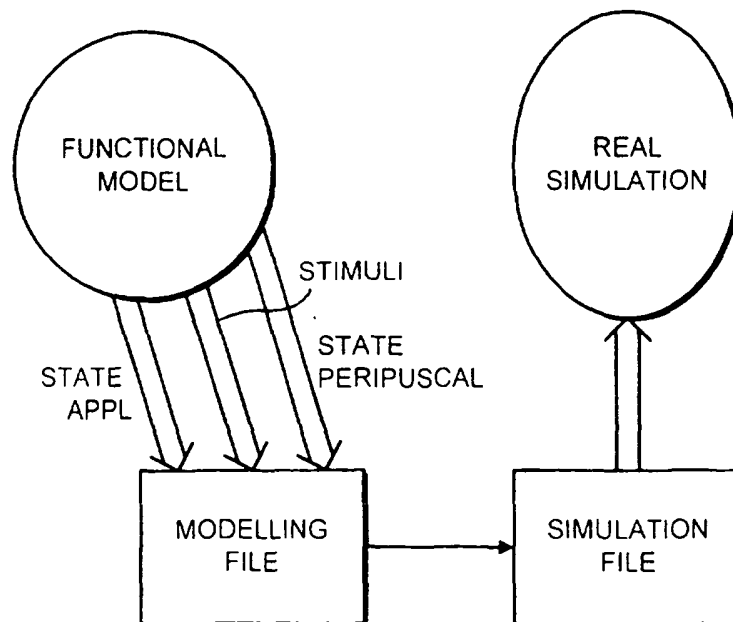 FUNCTIONAL
MODEL
REAL
SIMULATION
STIMULI
STATE
APPL
STATE
PERIPUSCAL
MODELLING
FILE
SIMULATION
FILE